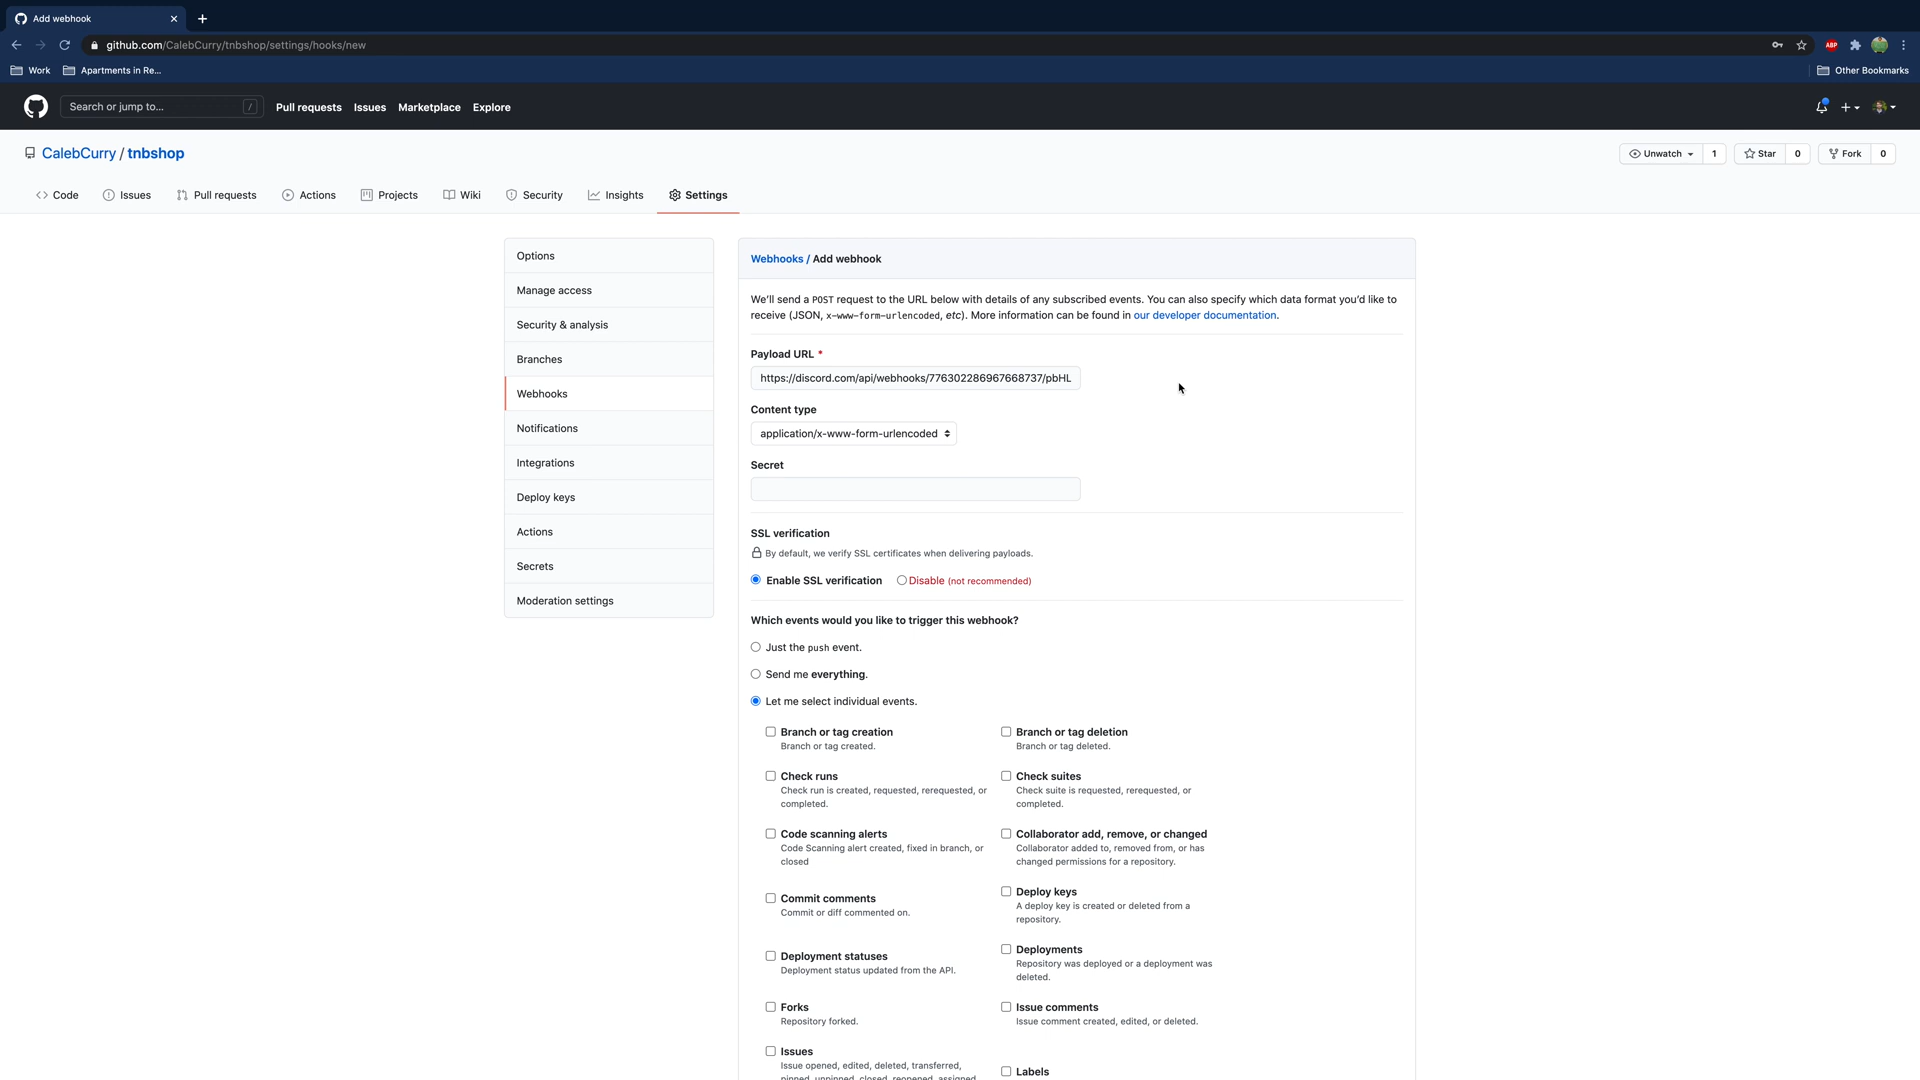 Add webhook
github.com/CalebCurry/tnbshop/settings/hooks/new
ABP
Work
Apartments in Re...
Other Bookmarks
Search or jump to... /
Pull requests
Issues
Marketplace
Explore
CalebCurry / tnbshop
Unwatch 1
Star 0
Fork 0
Code
Issues
Pull requests
Actions
Projects
Wiki
Security
Insights
Settings
Options
Manage access
Security & analysis
Branches
Webhooks
Notifications
Integrations
Deploy keys
Actions
Secrets
Moderation settings
Webhooks / Add webhook
We'll send a POST request to the URL below with details of any subscribed events. You can also specify which data format you'd like to
receive (JSON, x-www-form-urlencoded, etc). More information can be found in our developer documentation.
Payload URL *
https://discord.com/api/webhooks/776302286967668737/pbHL
Content type
application/x-www-form-urlencoded
Secret
SSL verification
By default, we verify SSL certificates when delivering payloads.
Enable SSL verification
Disable (not recommended)
Which events would you like to trigger this webhook?
Just the push event.
Send me everything.
Let me select individual events.
Branch or tag creation
Branch or tag created.
Branch or tag deletion
Branch or tag deleted.
Check runs
Check run is created, requested, rerequested, or
completed.
Check suites
Check suite is requested, rerequested, or
completed.
Code scanning alerts
Code Scanning alert created, fixed in branch, or
closed
Collaborator add, remove, or changed
Collaborator added to, removed from, or has
changed permissions for a repository.
Commit comments
Commit or diff commented on.
Deploy keys
A deploy key is created or deleted from a
repository.
Deployment statuses
Deployment status updated from the API.
Deployments
Repository was deployed or a deployment was
deleted.
Forks
Repository forked.
Issue comments
Issue comment created, edited, or deleted.
Issues
Issue opened, edited, deleted, transferred,
pinned, unpinned, closed, reopened, assigned,
Labels